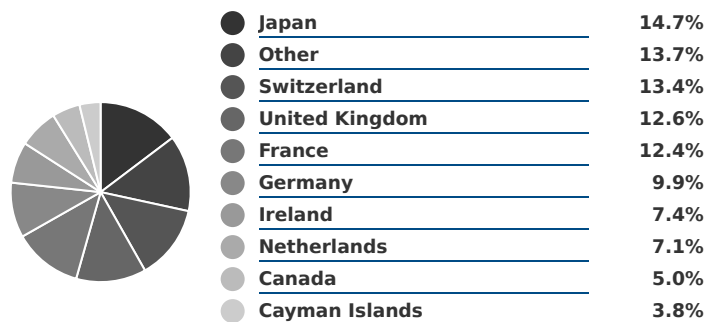 Japan 14.7%
Other 13.7%
Switzerland 13.4%
United Kingdom 12.6%
France 12.4%
Germany 9.9%
Ireland 7.4%
Netherlands 7.1%
Canada 5.0%
Cayman Islands 3.8%